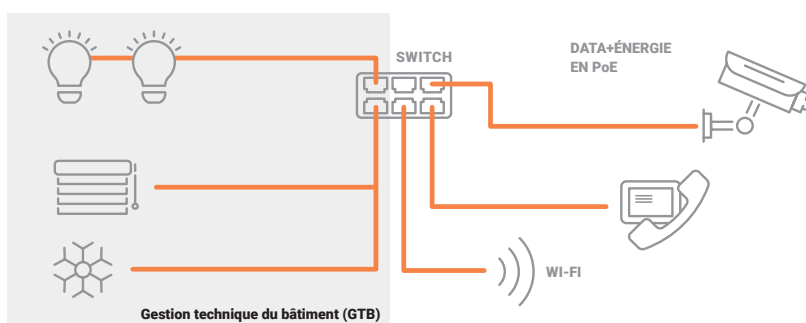 SWITCH
DATA+ÉNERGIE
EN PoE
WI-FI
Gestion technique du bâtiment (GTB)